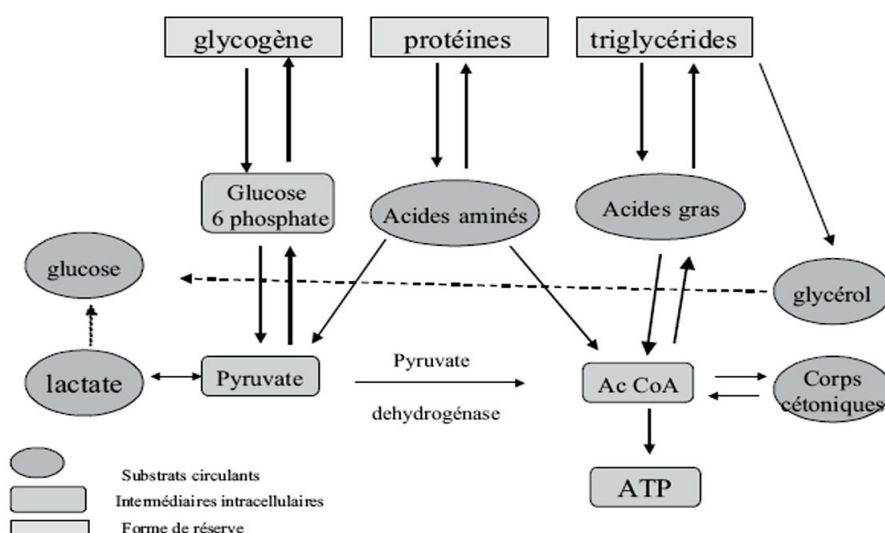 glycogène
protéines
triglycérides
Glucose
6 phosphate
Acides aminés
Acides gras
glucose
glycérol
lactate
Pyruvate
Pyruvate
dehydrogénase
Ac CoA
Corps
cétoniques
ATP
Substrats circulants
Intermédiaires intracellulaires
Forme de réserve